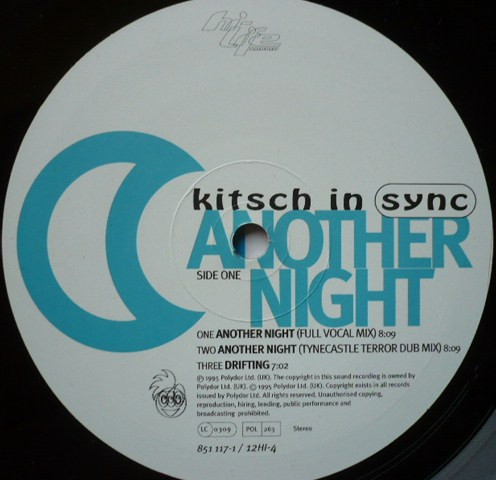 hi-life
kitsch in sync
ANOTHER
SIDE ONE
NIGHT
ONE ANOTHER NIGHT (FULL VOCAL MIX) 8:09
TWO ANOTHER NIGHT (TYNECASTLE TERROR DUB MIX) 8:09
THREE DRIFTING 7:02
℗ 1995 Polydor Ltd. (UK). The copyright in this sound recording is owned by
Polydor Ltd. (UK). © 1995 Polydor Ltd. (UK). Copyright exists in all records
issued by Polydor Ltd. All rights reserved. Unauthorised copying,
reproduction, hiring, lending, public performance and
broadcasting prohibited.
LC 0309 POL 263 Stereo
851 117-1 / 12HI-4